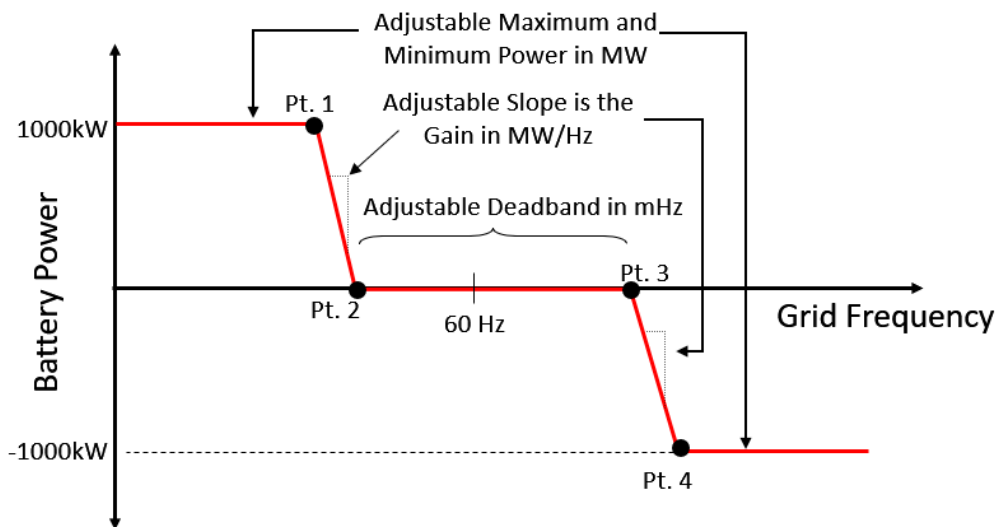 Adjustable Maximum and
Minimum Power in MW
Pt. 1
Adjustable Slope is the
Gain in MW/Hz
1000kW
Adjustable Deadband in mHz
Battery Power
Pt. 2
Pt. 3
60 Hz
Grid Frequency
-1000kW
Pt. 4